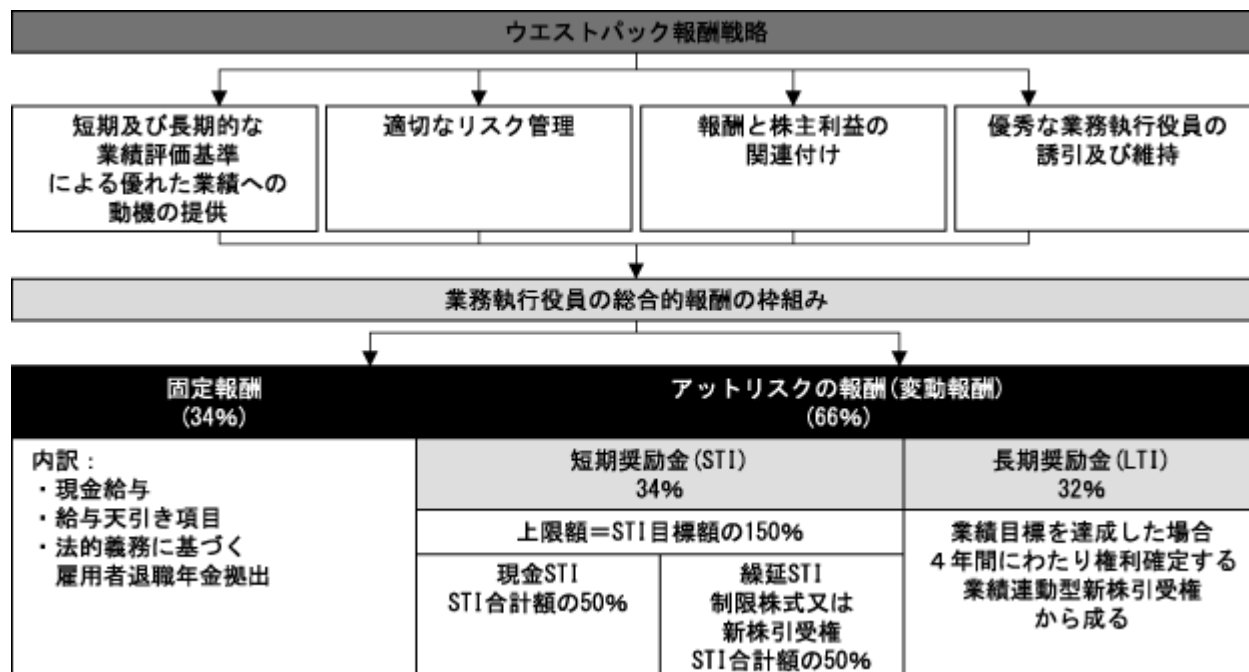 ウエストパック報酬戦略
短期及び長期的な
業績評価基準
による優れた業績への
動機の提供
適切なリスク管理
報酬と株主利益の
関連付け
優秀な業務執行役員の
誘引及び維持
業務執行役員の総合的報酬の枠組み
固定報酬
(34%)
アットリスクの報酬(変動報酬)
(66%)
内訳：
・現金給与
・給与天引き項目
・法的義務に基づく
雇用者退職年金拠出
短期奨励金(STI)
34%
上限額＝STI目標額の150%
現金STI
STI合計額の50%
繰延STI
制限株式又は
新株引受権
STI合計額の50%
長期奨励金(LTI)
32%
業績目標を達成した場合
４年間にわたり権利確定する
業績連動型新株引受権
から成る